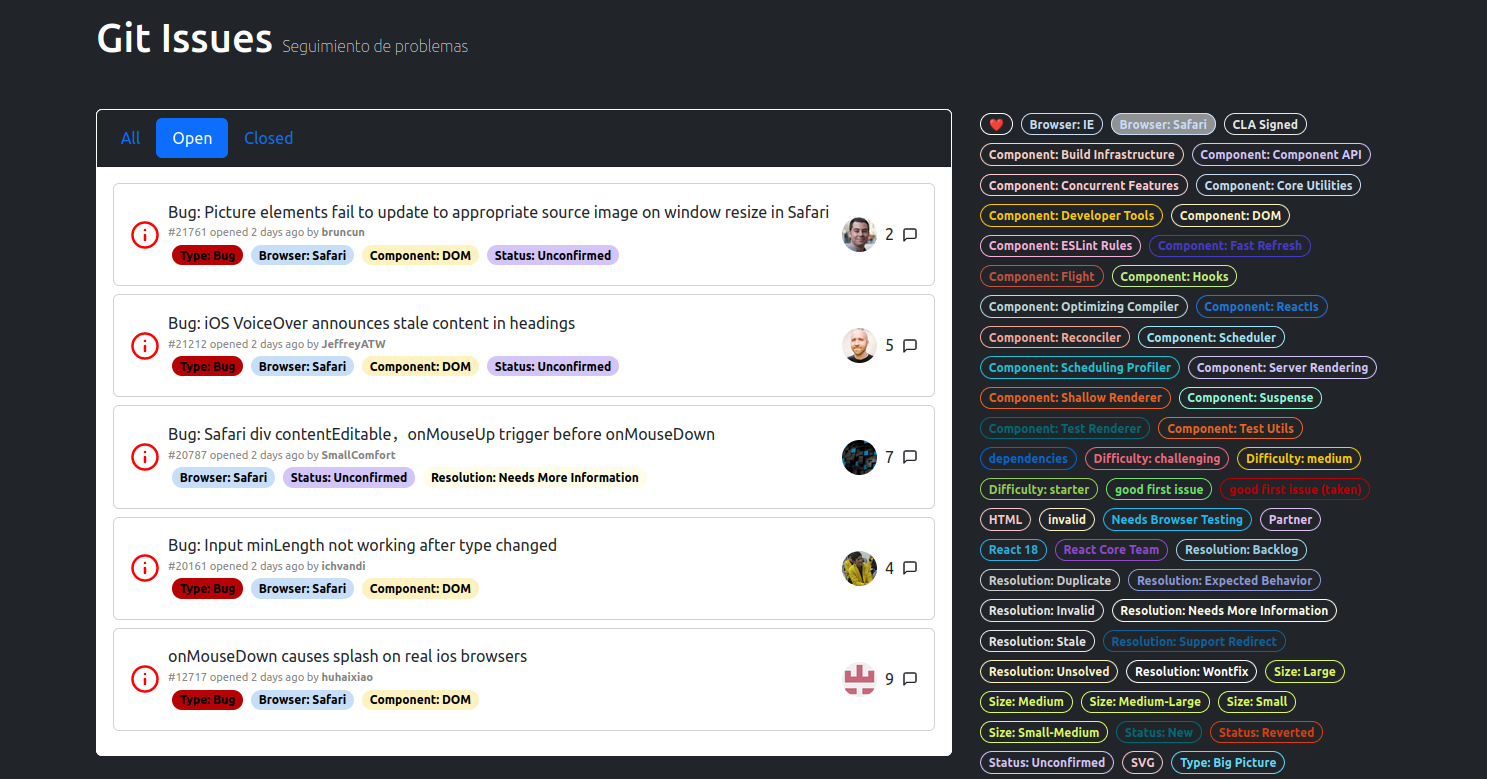 Git Issues Seguimiento de problemas
All Open Closed
Bug: Picture elements fail to update to appropriate source image on window resize in Safari
#21761 opened 2 days ago by bruncun
2
Type: Bug Browser: Safari Component: DOM Status: Unconfirmed
Bug: iOS VoiceOver announces stale content in headings
#21212 opened 2 days ago by JeffreyATW
5
Type: Bug Browser: Safari Component: DOM Status: Unconfirmed
Bug: Safari div contentEditable，onMouseUp trigger before onMouseDown
#20787 opened 2 days ago by SmallComfort
7
Browser: Safari Status: Unconfirmed Resolution: Needs More Information
Bug: Input minLength not working after type changed
#20161 opened 2 days ago by ichvandi
4
Type: Bug Browser: Safari Component: DOM
onMouseDown causes splash on real ios browsers
#12717 opened 2 days ago by huhaixiao
9
Type: Bug Browser: Safari Component: DOM
❤️ Browser: IE Browser: Safari CLA Signed
Component: Build Infrastructure Component: Component API
Component: Concurrent Features Component: Core Utilities
Component: Developer Tools Component: DOM
Component: ESLint Rules Component: Fast Refresh
Component: Flight Component: Hooks
Component: Optimizing Compiler Component: ReactIs
Component: Reconciler Component: Scheduler
Component: Scheduling Profiler Component: Server Rendering
Component: Shallow Renderer Component: Suspense
Component: Test Renderer Component: Test Utils
dependencies Difficulty: challenging Difficulty: medium
Difficulty: starter good first issue good first issue (taken)
HTML invalid Needs Browser Testing Partner
React 18 React Core Team Resolution: Backlog
Resolution: Duplicate Resolution: Expected Behavior
Resolution: Invalid Resolution: Needs More Information
Resolution: Stale Resolution: Support Redirect
Resolution: Unsolved Resolution: Wontfix Size: Large
Size: Medium Size: Medium-Large Size: Small
Size: Small-Medium Status: New Status: Reverted
Status: Unconfirmed SVG Type: Big Picture